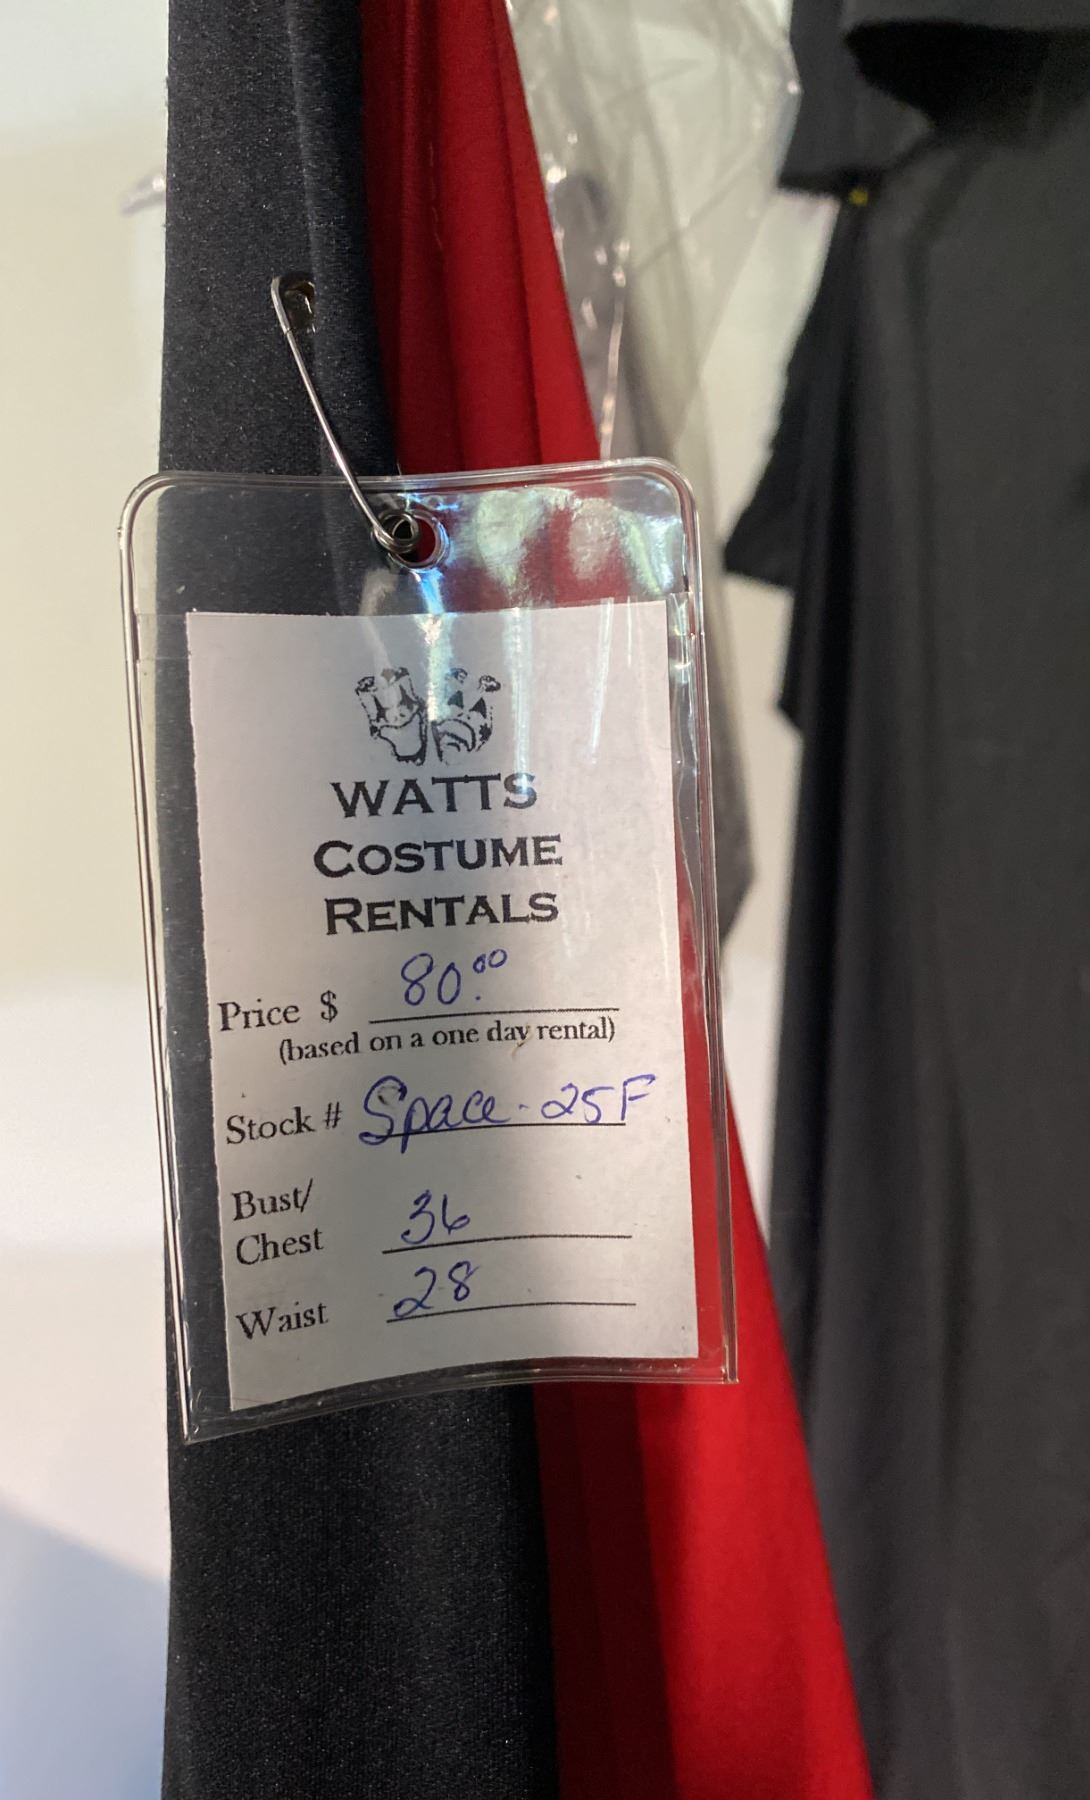 WATTS
COSTUME
RENTALS
Price $ 80.00
(based on a one day rental)
Stock # Space-25F
Bust/
Chest 36
Waist 28